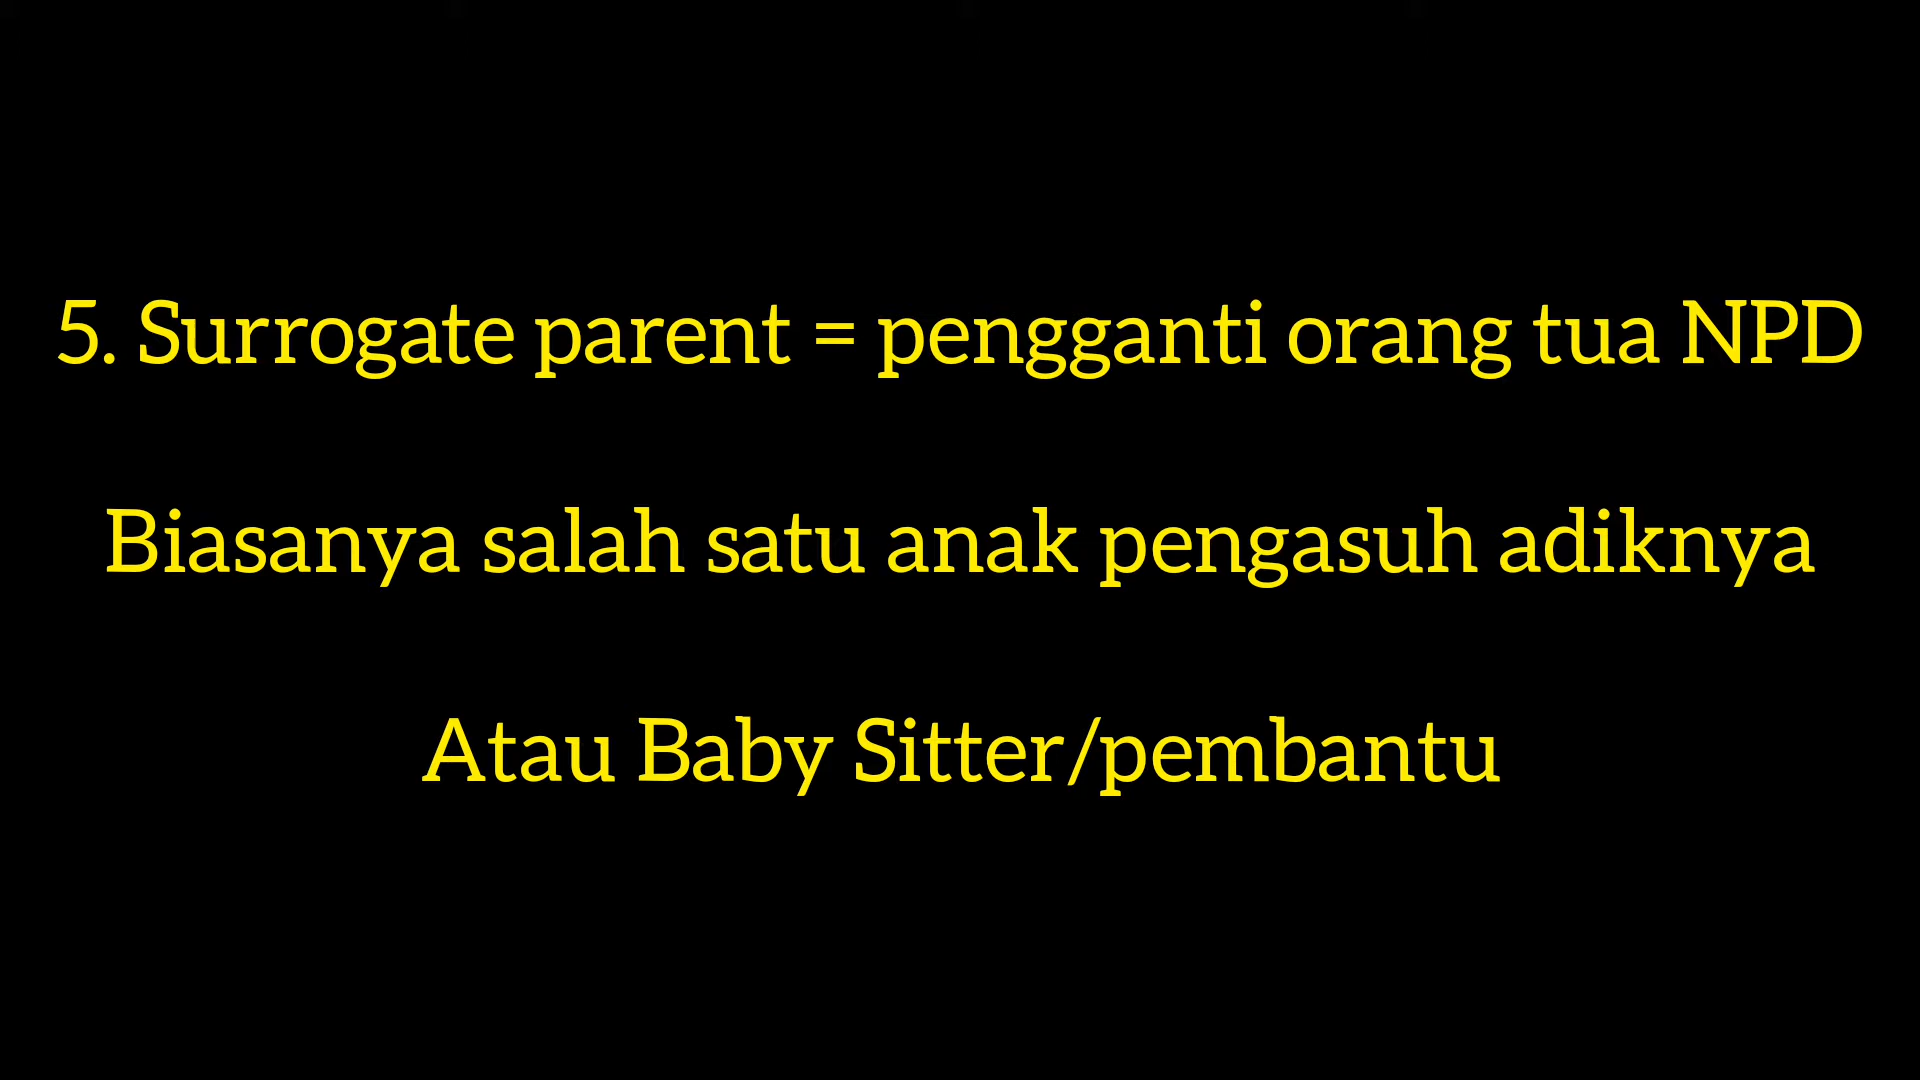 5. Surrogate parent = pengganti orang tua NPD
Biasanya salah satu anak pengasuh adiknya
Atau Baby Sitter/pembantu